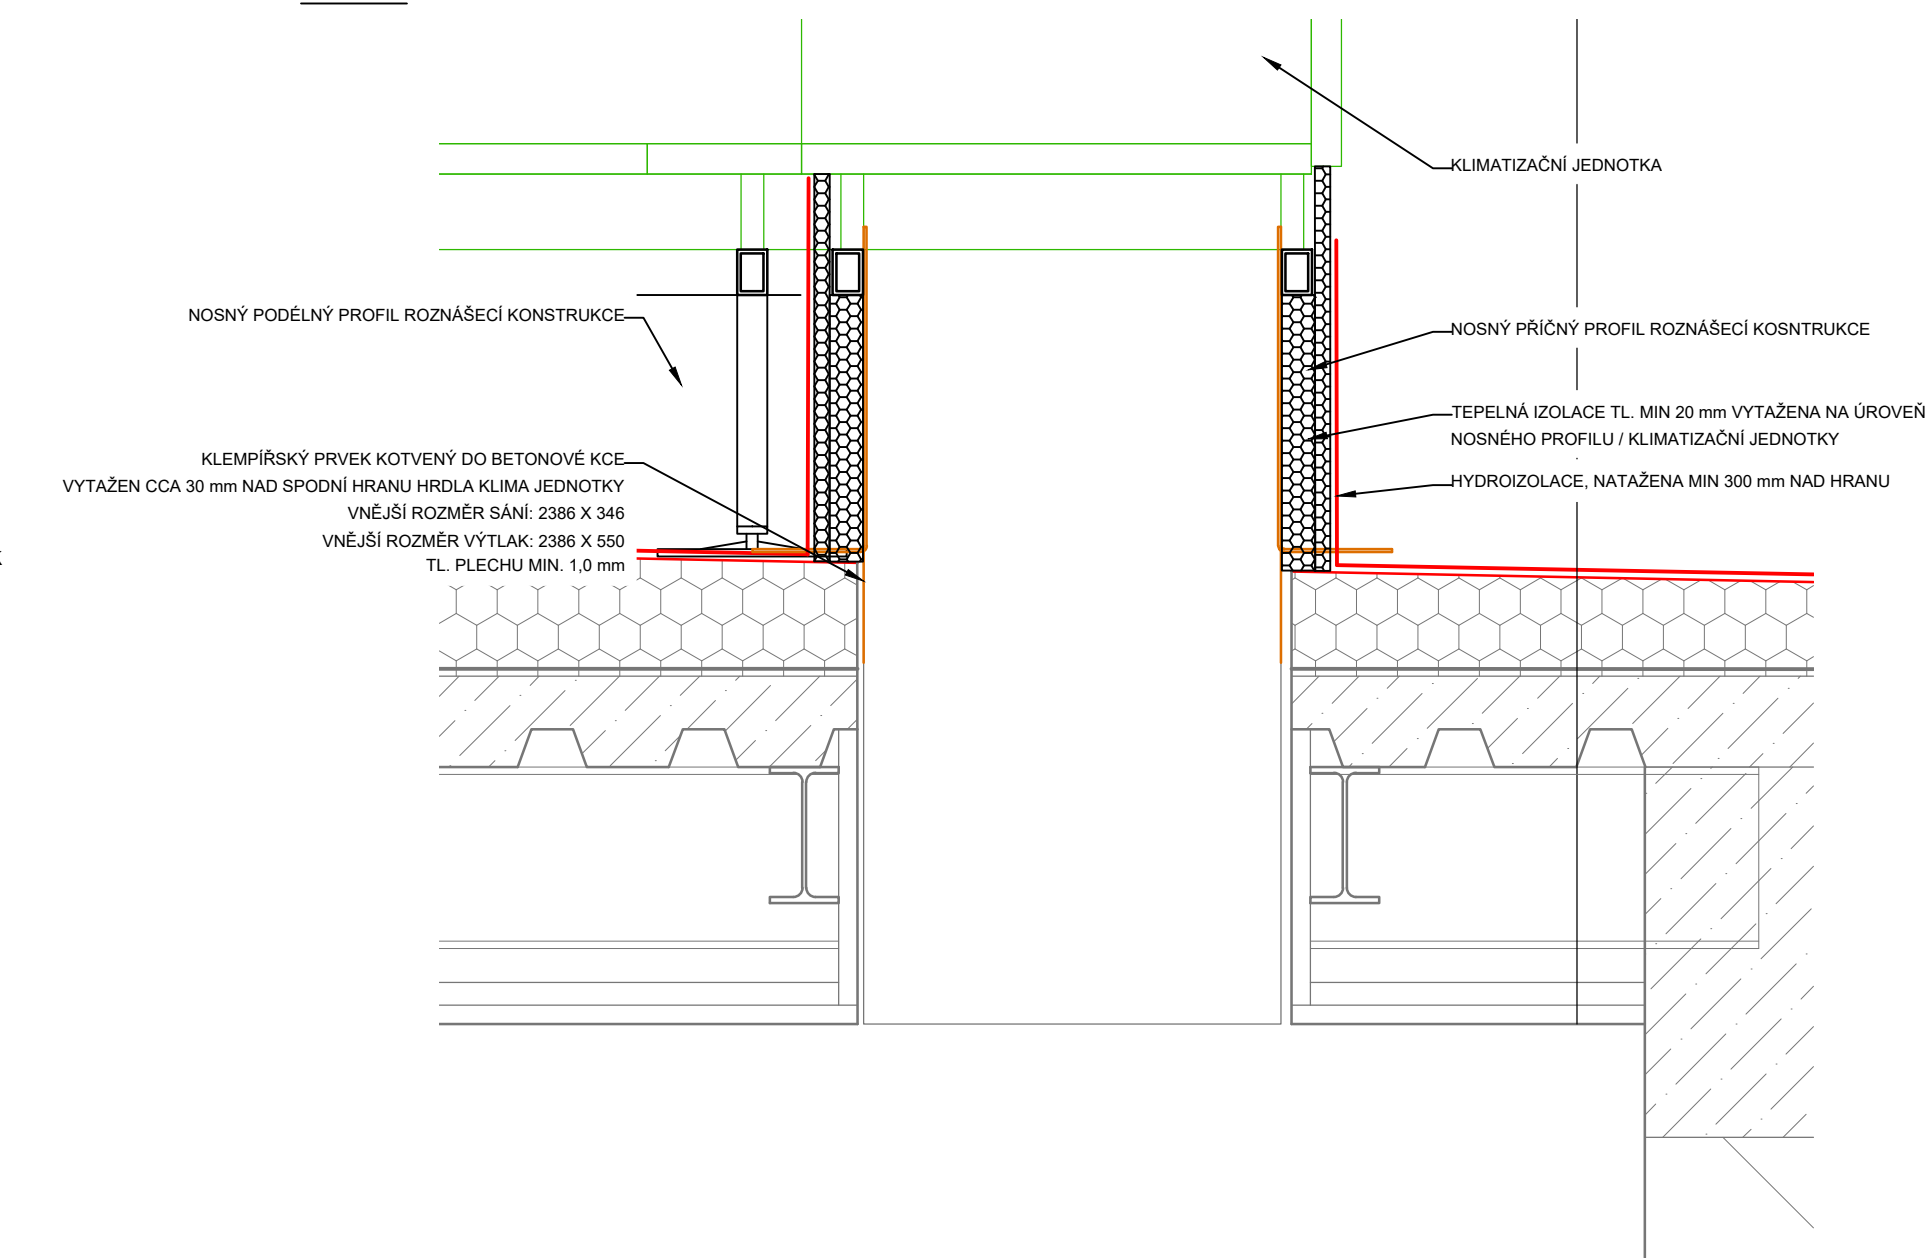 KLIMATIZAČNÍ JEDNOTKA
NOSNÝ PODÉLNÝ PROFIL ROZNÁŠECÍ KONSTRUKCE
NOSNÝ PŘÍČNÝ PROFIL ROZNÁŠECÍ KOSNTRUKCE
TEPELNÁ IZOLACE TL. MIN 20 mm VYTAŽENA NA ÚROVEŇ
NOSNÉHO PROFILU / KLIMATIZAČNÍ JEDNOTKY
HYDROIZOLACE, NATAŽENA MIN 300 mm NAD HRANU
KLEMPÍŘSKÝ PRVEK KOTVENÝ DO BETONOVÉ KCE
VYTAŽEN CCA 30 mm NAD SPODNÍ HRANU HRDLA KLIMA JEDNOTKY
VNĚJŠÍ ROZMĚR SÁNÍ: 2386 X 346
VNĚJŠÍ ROZMĚR VÝTLAK: 2386 X 550
TL. PLECHU MIN. 1,0 mm